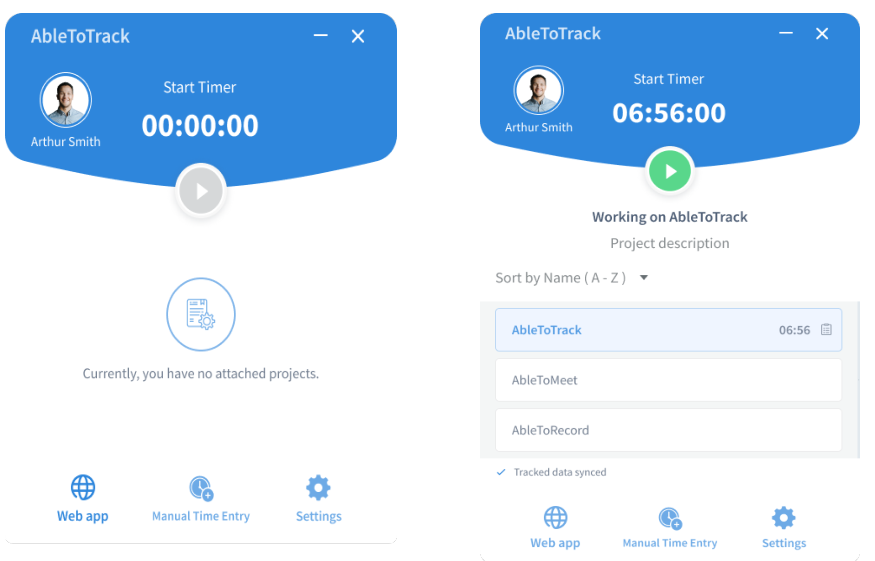 AbleToTrack
Start Timer
00:00:00
Arthur Smith
Currently, you have no attached projects.
Web app
Manual Time Entry
Settings
AbleToTrack
Start Timer
06:56:00
Arthur Smith
Working on AbleToTrack
Project description
Sort by Name ( A - Z )
AbleToTrack 06:56
AbleToMeet
AbleToRecord
Tracked data synced
Web app
Manual Time Entry
Settings